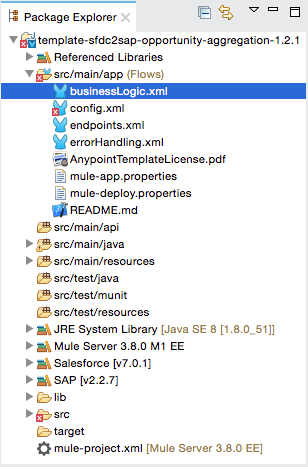 Package Explorer
template-sfdc2sap-opportunity-aggregation-1.2.1
Referenced Libraries
src/main/app (Flows)
businessLogic.xml
config.xml
endpoints.xml
errorHandling.xml
AnypointTemplateLicense.pdf
mule-app.properties
mule-deploy.properties
README.md
src/main/api
src/main/java
src/main/resources
src/test/java
src/test/munit
src/test/resources
JRE System Library [Java SE 8 [1.8.0_51]]
Mule Server 3.8.0 M1 EE
Salesforce [v7.0.1]
SAP [v2.2.7]
lib
src
target
mule-project.xml [Mule Server 3.8.0 EE]